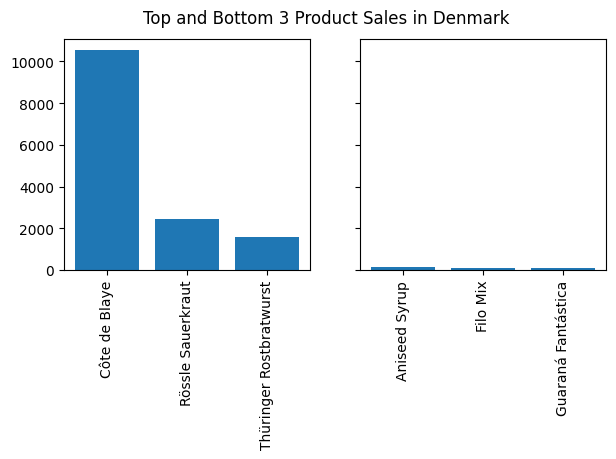 Top and Bottom 3 Product Sales in Denmark
10000
8000
6000
4000
2000
0
Côte de Blaye
Rössle Sauerkraut
Thüringer Rostbratwurst
Aniseed Syrup
Filo Mix
Guaraná Fantástica